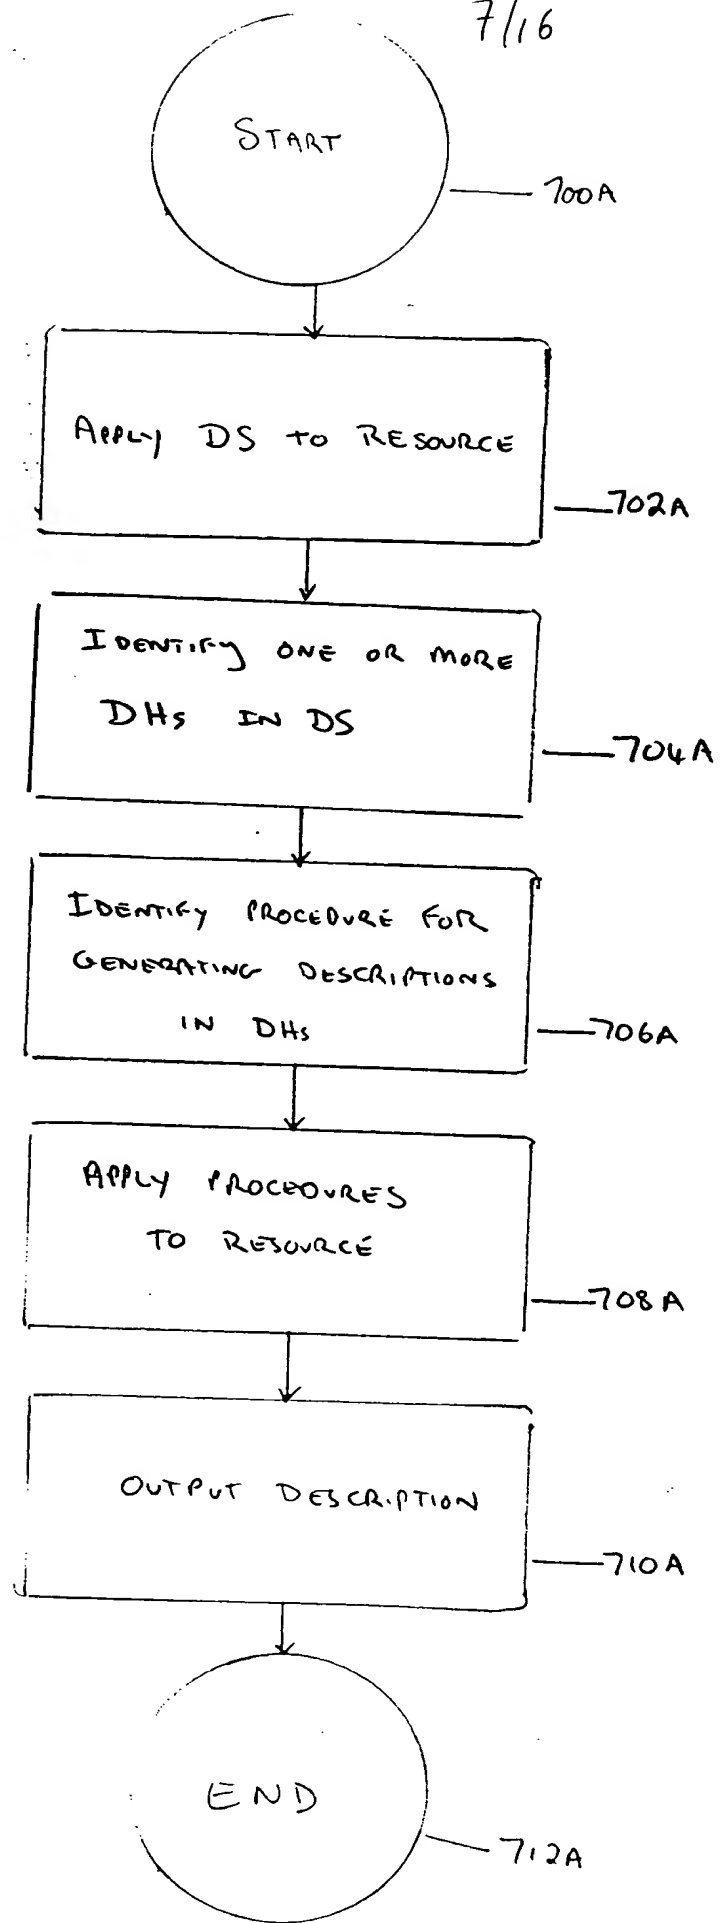 7/16
START
700A
APPLY DS TO RESOURCE
702A
IDENTIFY ONE OR MORE
DHs IN DS
704A
IDENTIFY PROCEDURE FOR
GENERATING DESCRIPTIONS
IN DHs
706A
APPLY PROCEDURES
TO RESOURCE
708A
OUTPUT DESCRIPTION
710A
END
712A